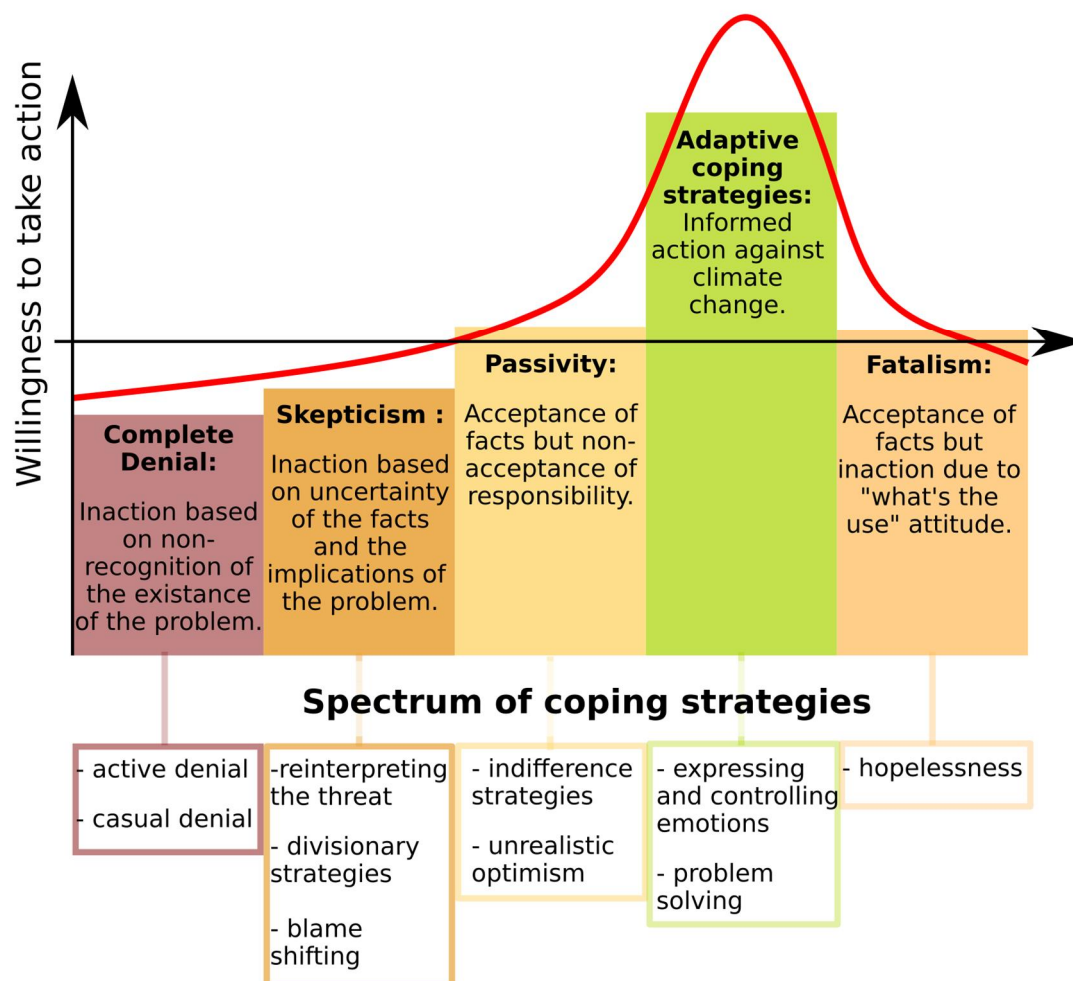 Willingness to take action
Complete
Denial:
Inaction based
on non-
recognition of
the existance
of the problem.
Skepticism :
Inaction based
on uncertainty
of the facts
and the
implications of
the problem.
Passivity:
Acceptance of
facts but non-
acceptance of
responsibility.
Adaptive
coping
strategies:
Informed
action against
climate
change.
Fatalism:
Acceptance of
facts but
inaction due to
"what's the
use" attitude.
Spectrum of coping strategies
- active denial
- casual denial
-reinterpreting
the threat
- divisionary
strategies
- blame
shifting
- indifference
strategies
- unrealistic
optimism
- expressing
and controlling
emotions
- problem
solving
- hopelessness